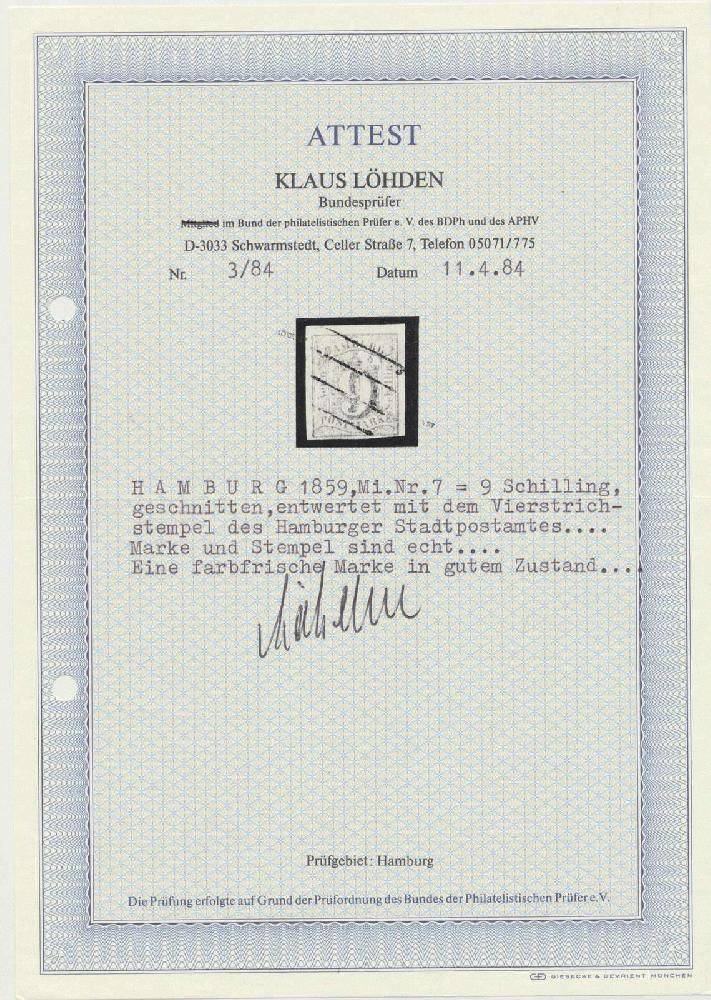 ATTEST
KLAUS LÖHDEN
Bundesprüfer
Mitglied im Bund der philatelistischen Prüfer e. V. des BDPh und des APHV
D-3033 Schwarmstedt, Celler Straße 7, Telefon 05071/775
Nr. 3/84 Datum 11.4.84
HAMBURG
9
POSTMARKE
H A M B U R G 1859,Mi.Nr.7 = 9 Schilling,
geschnitten,entwertet mit dem Vierstrich-
stempel des Hamburger Stadtpostamtes....
Marke und Stempel sind echt....
Eine farbfrische Marke in gutem Zustand....
Prüfgebiet: Hamburg
Die Prüfung erfolgte auf Grund der Prüfordnung des Bundes der Philatelistischen Prüfer e.V.
GIESECKE & DEVRIENT MÜNCHEN